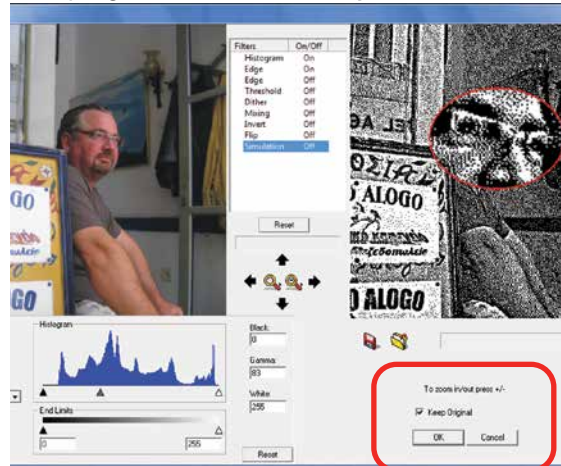 Filters On/Off
Histogram On
Edge On
Edge Off
Threshold Off
Dither Off
Mixing Off
Invert Off
Flip Off
Simulation Off
Reset
GO
GO
ALOGO
ALOGO
Histogram
Black:
0
Gamma:
83
White:
255
End Limits
0
255
Reset
To zoom in/out press +/-
Keep Original
OK
Cancel